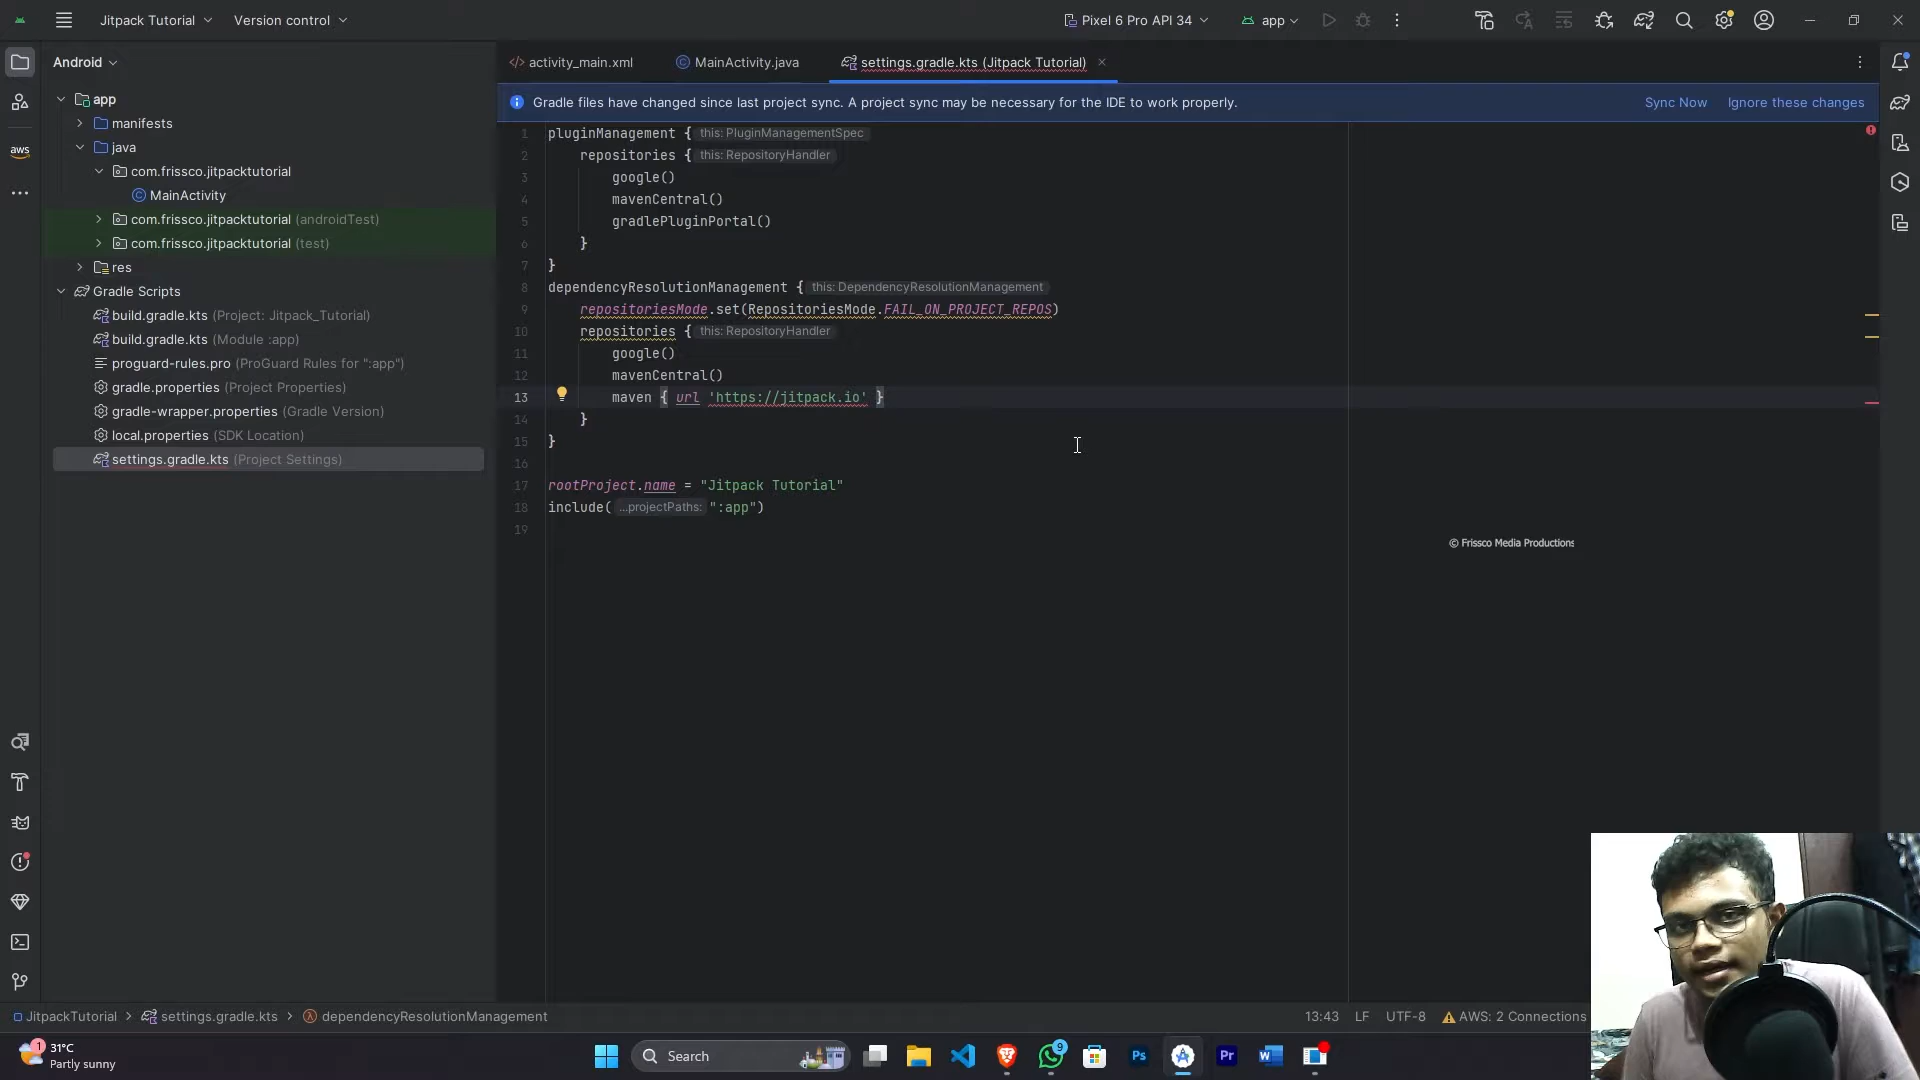 Jitpack Tutorial
Version control
Pixel 6 Pro API 34
app
Android
activity_main.xml
MainActivity.java
settings.gradle.kts (Jitpack Tutorial)
Gradle files have changed since last project sync. A project sync may be necessary for the IDE to work properly.
Sync Now
Ignore these changes
app
manifests
java
com.frissco.jitpacktutorial
MainActivity
com.frissco.jitpacktutorial (androidTest)
com.frissco.jitpacktutorial (test)
res
Gradle Scripts
build.gradle.kts (Project: Jitpack_Tutorial)
build.gradle.kts (Module :app)
proguard-rules.pro (ProGuard Rules for ":app")
gradle.properties (Project Properties)
gradle-wrapper.properties (Gradle Version)
local.properties (SDK Location)
settings.gradle.kts (Project Settings)
aws
1 pluginManagement { this: PluginManagementSpec
2 repositories { this: RepositoryHandler
3 google()
4 mavenCentral()
5 gradlePluginPortal()
6 }
7 }
8 dependencyResolutionManagement { this: DependencyResolutionManagement
9 repositoriesMode.set(RepositoriesMode.FAIL_ON_PROJECT_REPOS)
10 repositories { this: RepositoryHandler
11 google()
12 mavenCentral()
13 maven { url 'https://jitpack.io' }
14 }
15 }
16
17 rootProject.name = "Jitpack Tutorial"
18 include( ...projectPaths: ":app")
19
© Frissco Media Productions
JitpackTutorial
settings.gradle.kts
dependencyResolutionManagement
13:43
LF
UTF-8
AWS: 2 Connections
1
31°C
Partly sunny
Search
9
Ps
Pr
W